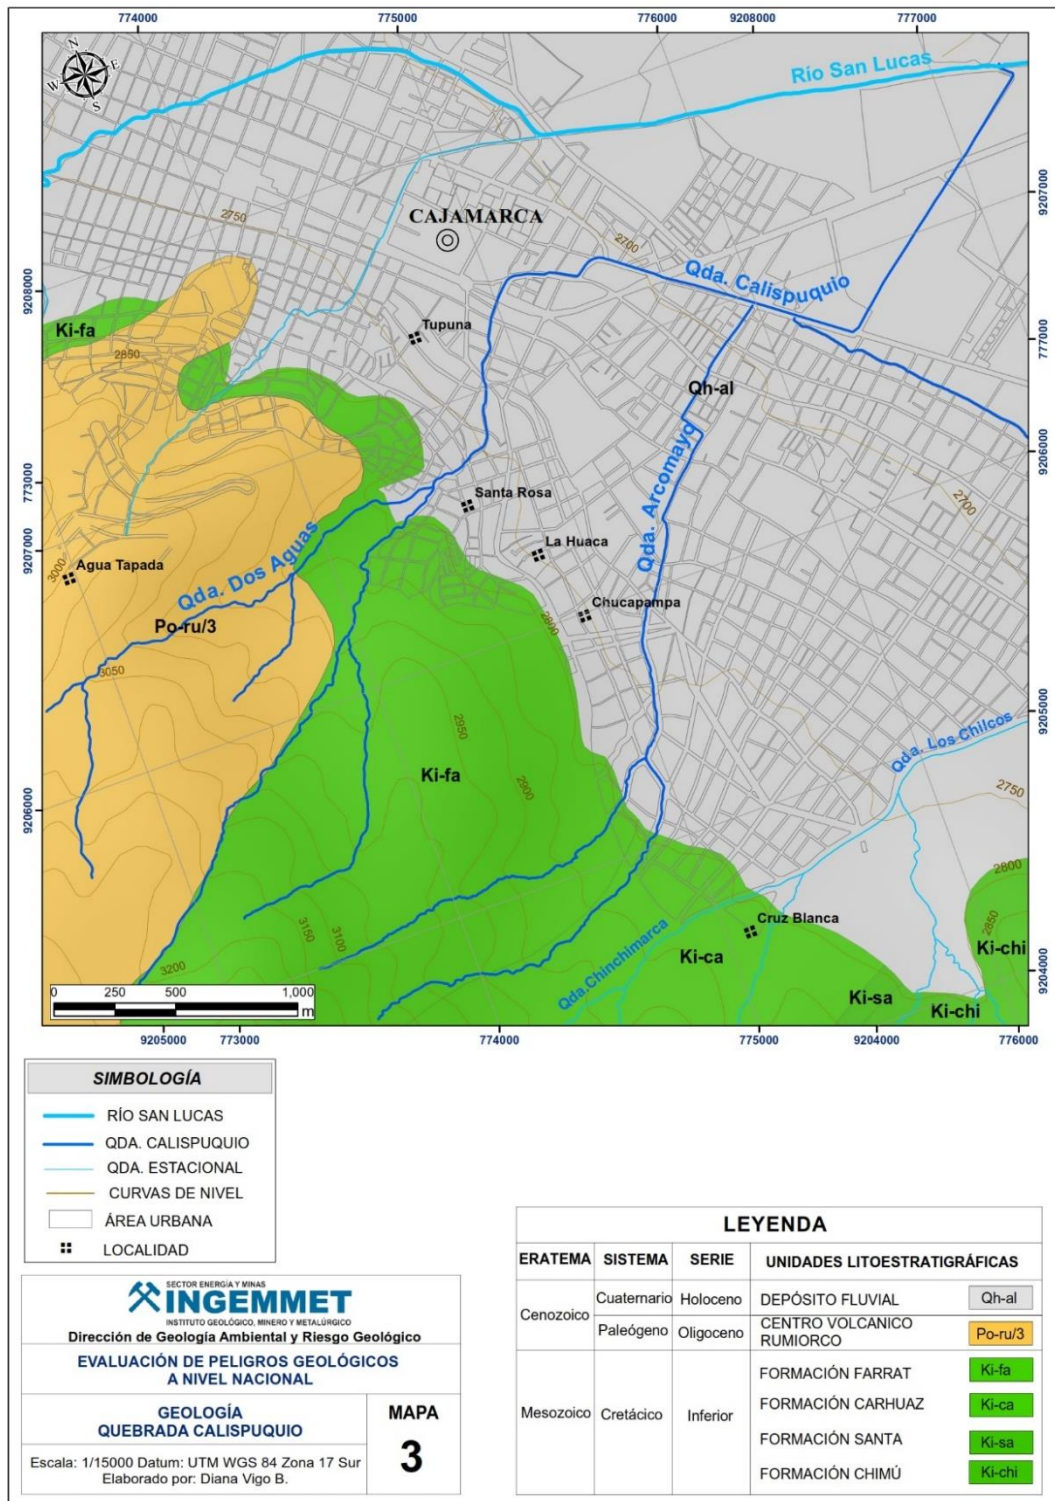 774000
775000
776000
9208000
777000
N
W
E
S
Río San Lucas
9207000
2750
CAJAMARCA
2700
Qda. Calispuquio
9208000
Ki-fa
Tupuna
777000
2850
Qh-al
9206000
773000
Santa Rosa
2700
Qda. Arcomayo
La Huaca
9207000
3000
Agua Tapada
Qda. Dos Aguas
Chucapampa
2800
Po-ru/3
3050
9205000
2950
Qda. Los Chilcos
Ki-fa
2900
2750
9206000
2800
2850
Cruz Blanca
3150
3100
Ki-chi
Qda.Chinchimarca
Ki-ca
3200
9204000
0 250 500 1,000
m
Ki-sa
Ki-chi
9205000
773000
774000
775000
9204000
776000
SIMBOLOGÍA
RÍO SAN LUCAS
QDA. CALISPUQUIO
QDA. ESTACIONAL
CURVAS DE NIVEL
ÁREA URBANA
LOCALIDAD
SECTOR ENERGÍA Y MINAS
INGEMMET
INSTITUTO GEOLÓGICO, MINERO Y METALÚRGICO
Dirección de Geología Ambiental y Riesgo Geológico
EVALUACIÓN DE PELIGROS GEOLÓGICOS
A NIVEL NACIONAL
GEOLOGÍA
QUEBRADA CALISPUQUIO
MAPA
3
Escala: 1/15000 Datum: UTM WGS 84 Zona 17 Sur
Elaborado por: Diana Vigo B.
LEYENDA
ERATEMA SISTEMA SERIE UNIDADES LITOESTRATIGRÁFICAS
Cenozoico
Cuaternario Holoceno DEPÓSITO FLUVIAL Qh-al
Paleógeno Oligoceno CENTRO VOLCANICO
RUMIORCO Po-ru/3
Mesozoico Cretácico Inferior
FORMACIÓN FARRAT Ki-fa
FORMACIÓN CARHUAZ Ki-ca
FORMACIÓN SANTA Ki-sa
FORMACIÓN CHIMÚ Ki-chi